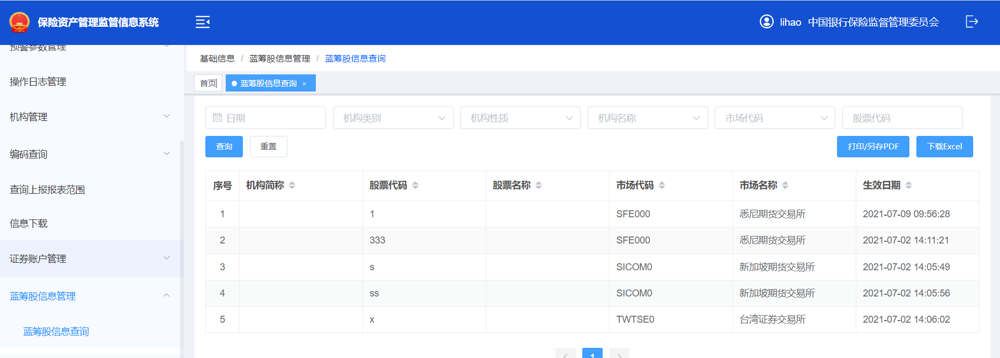 保险资产管理监管信息系统
lihao 中国银行保险监督管理委员会
预警参数管理
操作日志管理
机构管理
编码查询
查询上报报表范围
信息下载
证券账户管理
蓝筹股信息管理
蓝筹股信息查询
基础信息 / 蓝筹股信息管理 / 蓝筹股信息查询
首页 蓝筹股信息查询 ×
日期 机构类别 机构性质 机构名称 市场代码 股票代码
查询 重置 打印/另存PDF 下载Excel
序号 机构简称 股票代码 股票名称 市场代码 市场名称 生效日期
1 1 SFE000 悉尼期货交易所 2021-07-09 09:56:28
2 333 SFE000 悉尼期货交易所 2021-07-02 14:11:21
3 s SICOM0 新加坡期货交易所 2021-07-02 14:05:49
4 ss SICOM0 新加坡期货交易所 2021-07-02 14:05:56
5 x TWTSE0 台湾证券交易所 2021-07-02 14:06:02
1